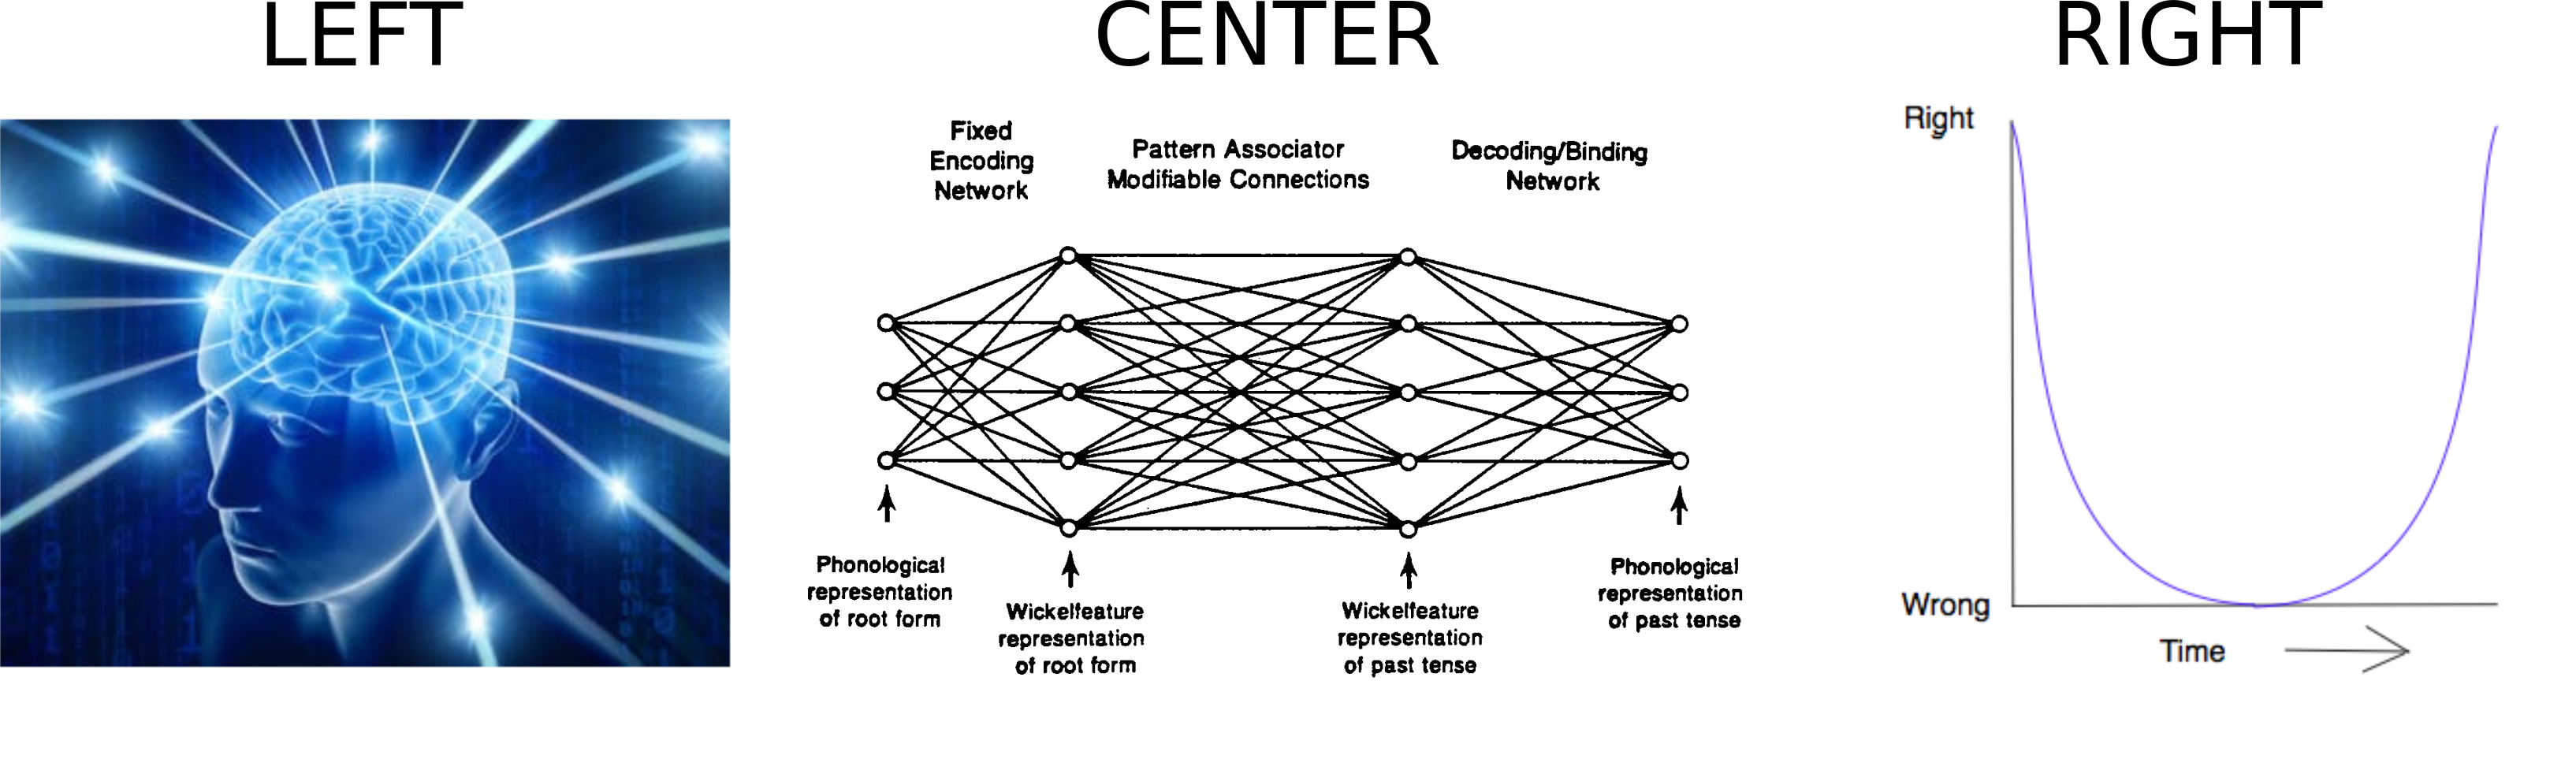 LEFT
CENTER
RIGHT
Fixed
Encoding
Network
Pattern Associator
Modifiable Connections
Decoding/Binding
Network
Phonological
representation
of root form
Wickelfeature
representation
of root form
Wickelfeature
representation
of past tense
Phonological
representation
of past tense
Right
Wrong
Time